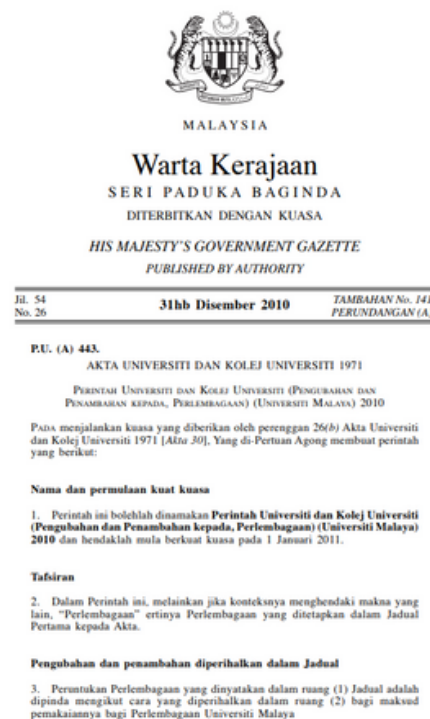 MALAYSIA
Warta Kerajaan
SERI PADUKA BAGINDA
DITERBITKAN DENGAN KUASA
HIS MAJESTY'S GOVERNMENT GAZETTE
PUBLISHED BY AUTHORITY
Jil. 54
No. 26
31hb Disember 2010
TAMBAHAN No. 141
PERUNDANGAN (A)
P.U. (A) 443.
AKTA UNIVERSITI DAN KOLEJ UNIVERSITI 1971
PERINTAH UNIVERSITI DAN KOLEJ UNIVERSITI (PENGUBAHAN DAN
PENAMBAHAN KEPADA, PERLEMBAGAAN) (UNIVERSITI MALAYA) 2010
PADA menjalankan kuasa yang diberikan oleh perenggan 26(b) Akta Universiti
dan Kolej Universiti 1971 [Akta 30], Yang di-Pertuan Agong membuat perintah
yang berikut:
Nama dan permulaan kuat kuasa
1. Perintah ini bolehlah dinamakan Perintah Universiti dan Kolej Universiti
(Pengubahan dan Penambahan kepada, Perlembagaan) (Universiti Malaya)
2010 dan hendaklah mula berkuat kuasa pada 1 Januari 2011.
Tafsiran
2. Dalam Perintah ini, melainkan jika konteksnya menghendaki makna yang
lain, "Perlembagaan" ertinya Perlembagaan yang ditetapkan dalam Jadual
Pertama kepada Akta.
Pengubahan dan penambahan diperihalkan dalam Jadual
3. Peruntukan Perlembagaan yang dinyatakan dalam ruang (1) Jadual adalah
dipinda mengikut cara yang diperihalkan dalam ruang (2) bagi maksud
pemakaiannya bagi Perlembagaan Universiti Malaya